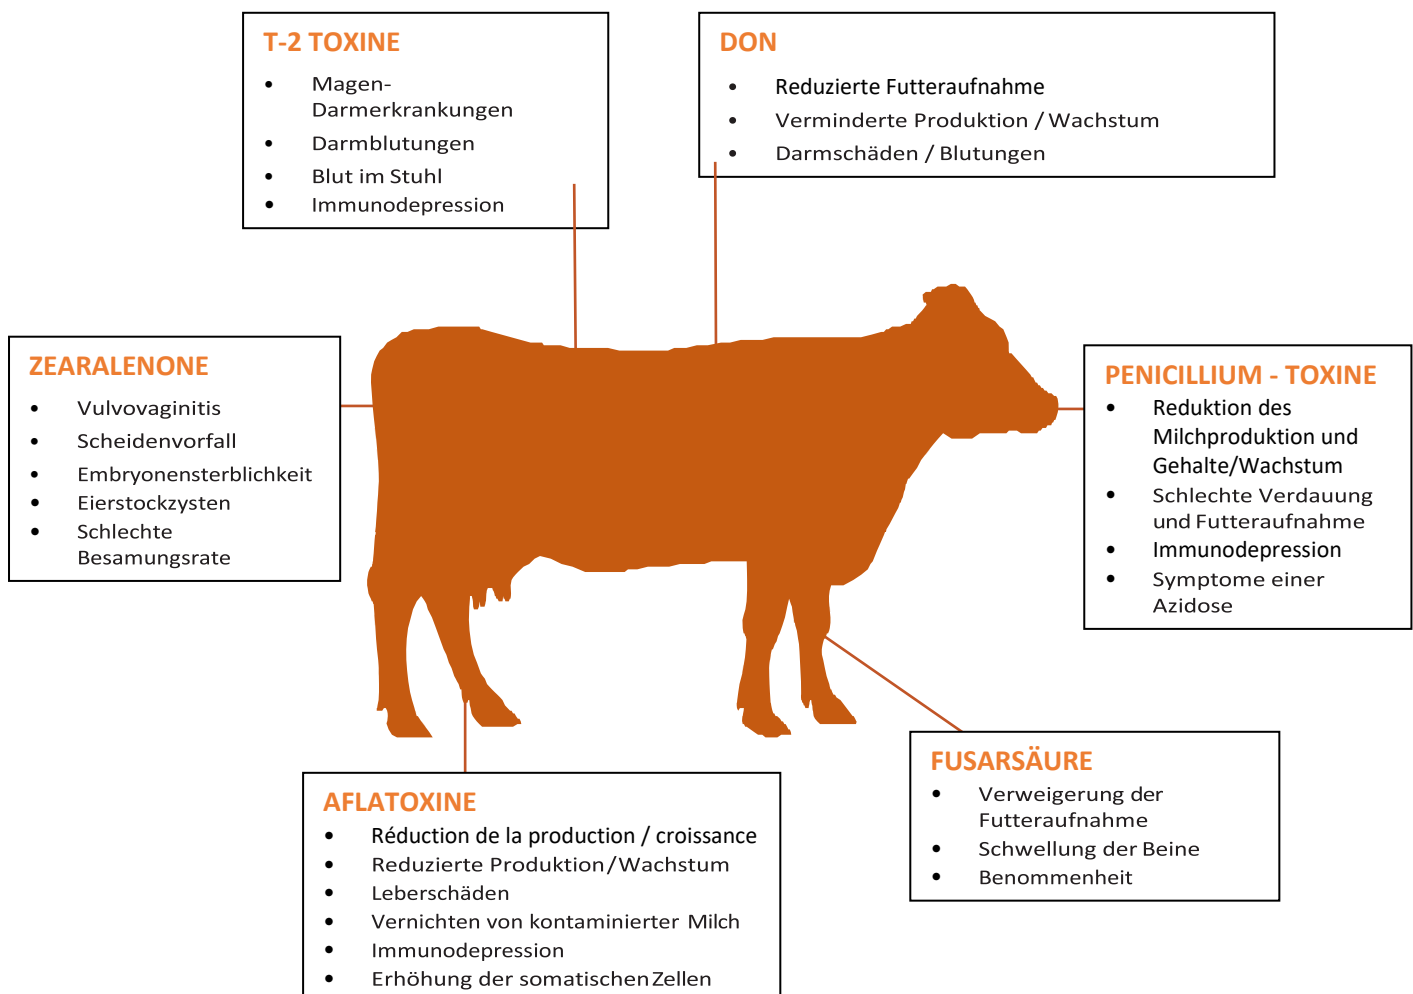 T-2 TOXINE
• Magen-
Darmerkrankungen
• Darmblutungen
• Blut im Stuhl
• Immunodepression
DON
• Reduzierte Futteraufnahme
• Verminderte Produktion / Wachstum
• Darmschäden / Blutungen
ZEARALENONE
• Vulvovaginitis
• Scheidenvorfall
• Embryonensterblichkeit
• Eierstockzysten
• Schlechte
Besamungsrate
PENICILLIUM - TOXINE
• Reduktion des
Milchproduktion und
Gehalte/Wachstum
• Schlechte Verdauung
und Futteraufnahme
• Immunodepression
• Symptome einer
Azidose
AFLATOXINE
• Réduction de la production / croissance
• Reduzierte Produktion/Wachstum
• Leberschäden
• Vernichten von kontaminierter Milch
• Immunodepression
• Erhöhung der somatischen Zellen
FUSARSÄURE
• Verweigerung der
Futteraufnahme
• Schwellung der Beine
• Benommenheit